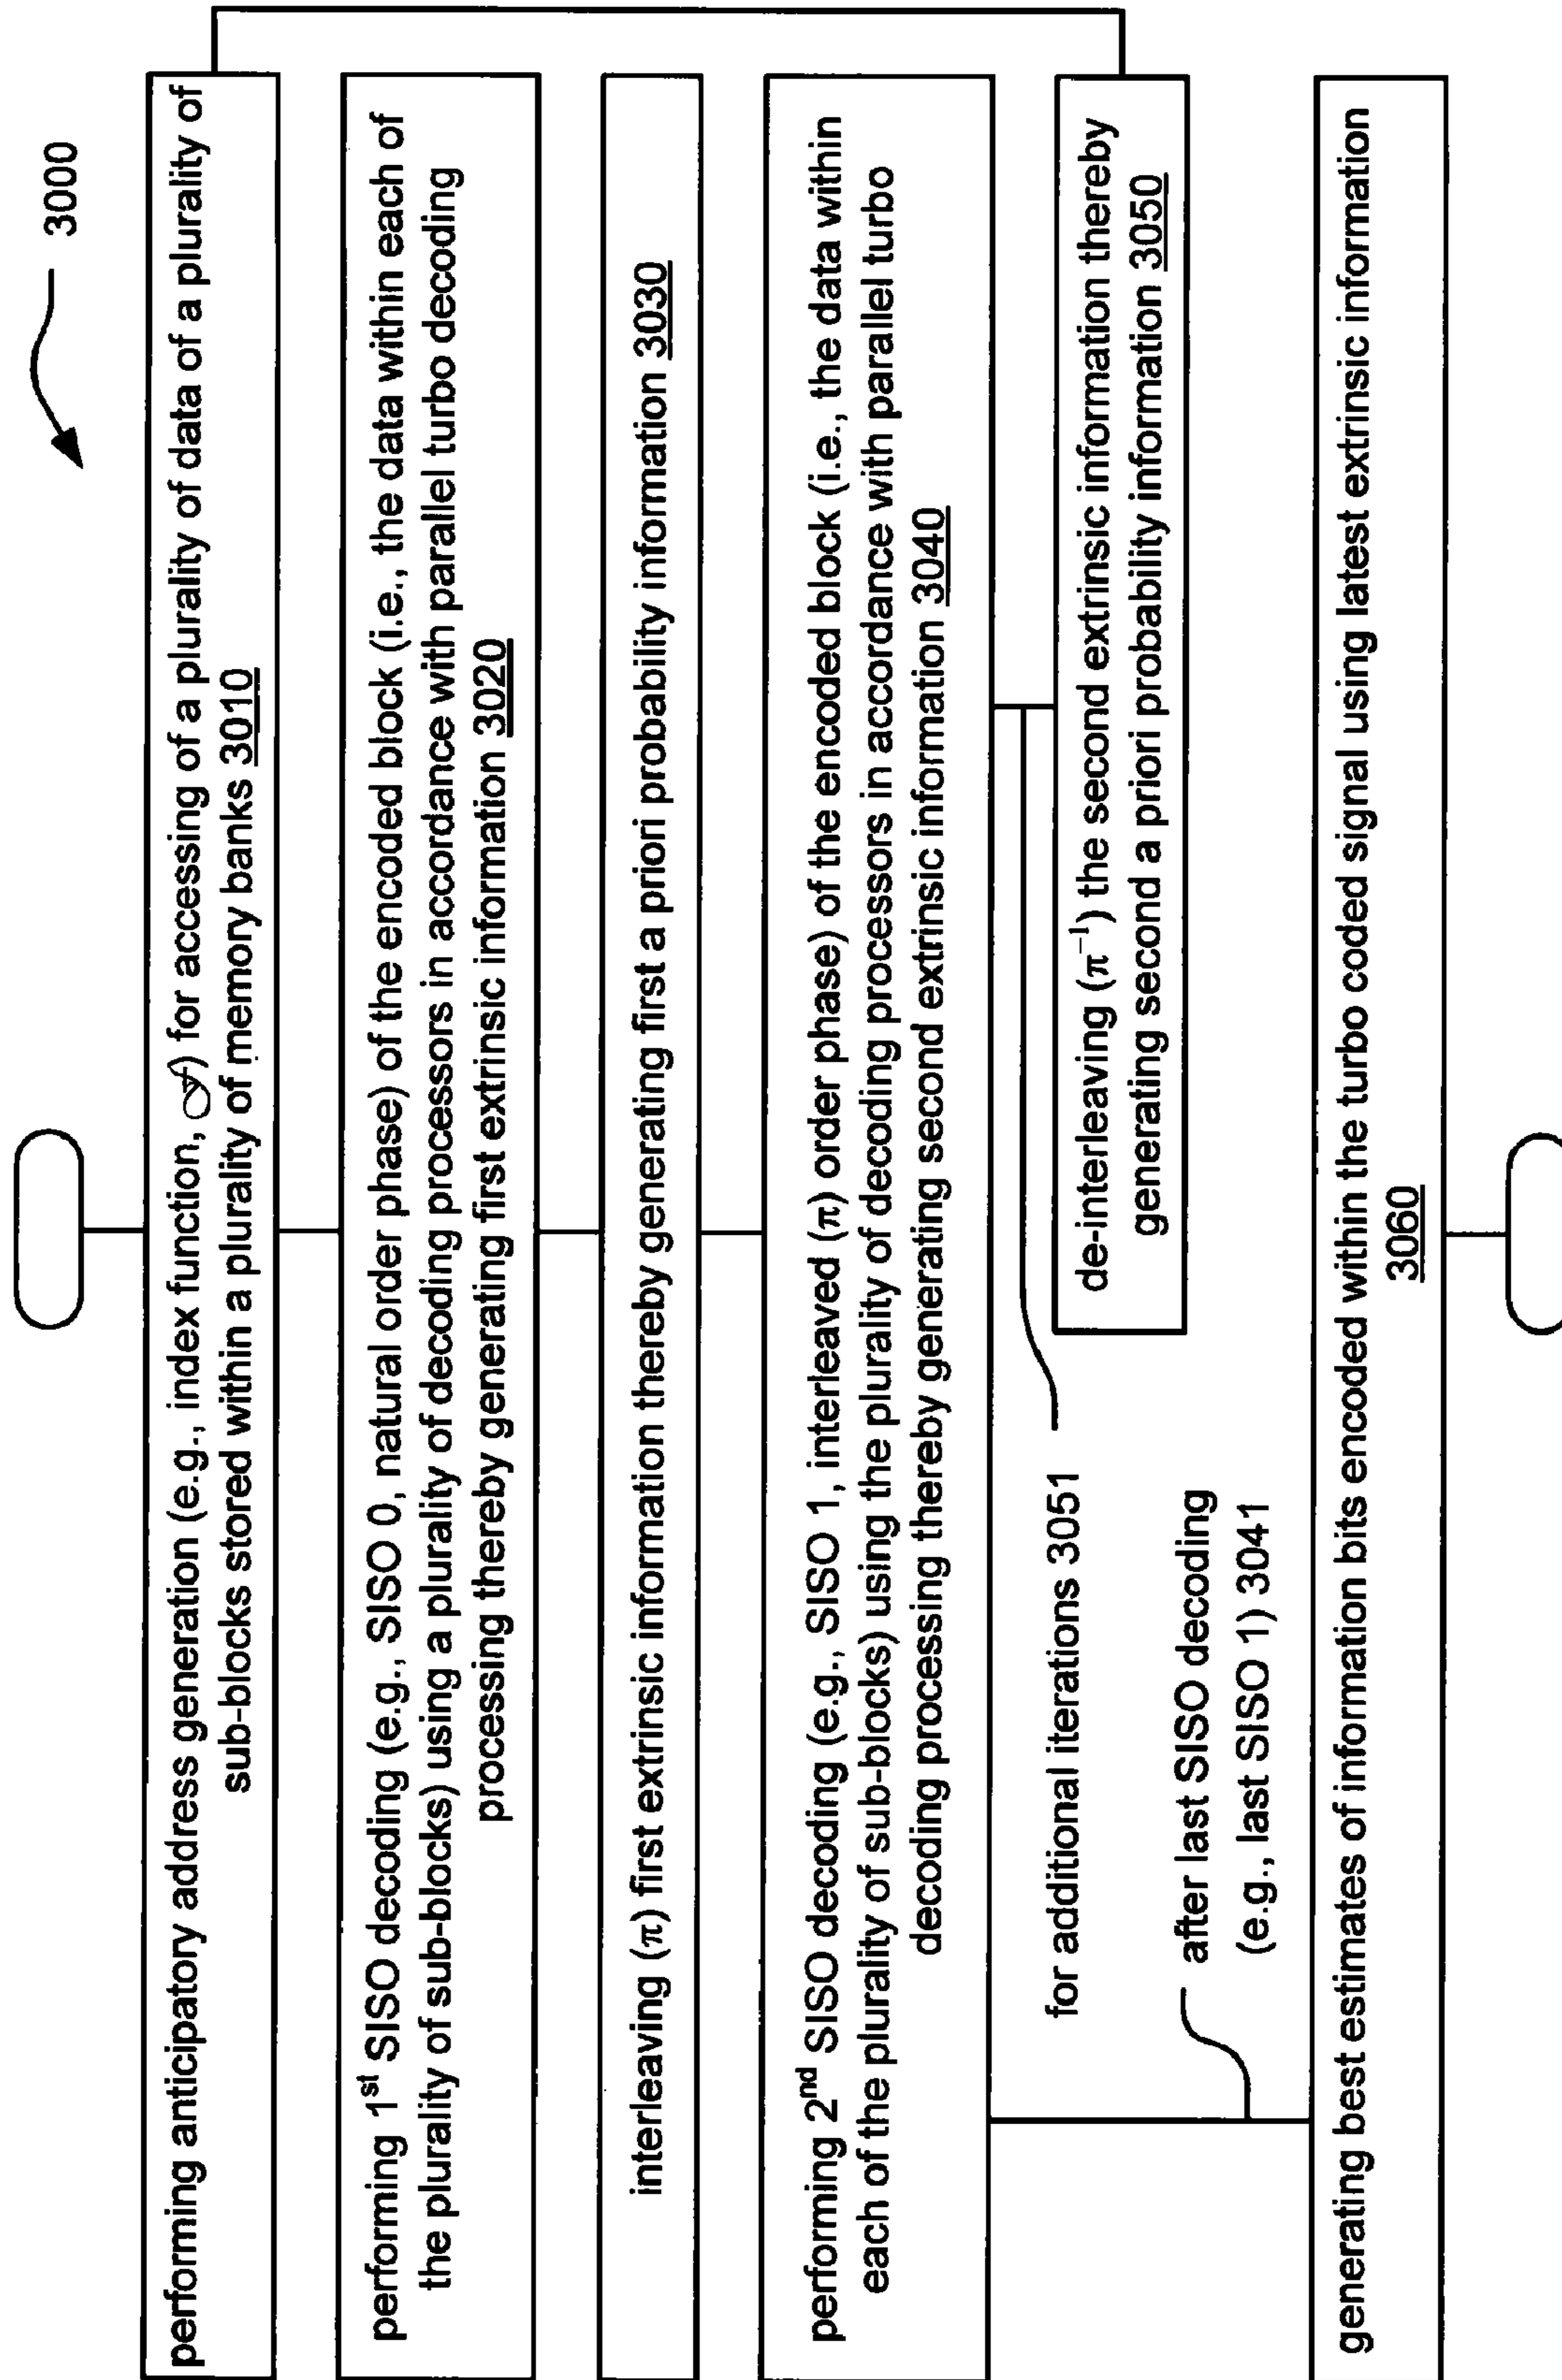 3000
performing anticipatory address generation (e.g., index function, ℱ) for accessing of a plurality of data of a plurality of
sub-blocks stored within a plurality of memory banks 3010
performing 1st SISO decoding (e.g., SISO 0, natural order phase) of the encoded block (i.e., the data within each of
the plurality of sub-blocks) using a plurality of decoding processors in accordance with parallel turbo decoding
processing thereby generating first extrinsic information 3020
interleaving (π) first extrinsic information thereby generating first a priori probability information 3030
performing 2nd SISO decoding (e.g., SISO 1, interleaved (π) order phase) of the encoded block (i.e., the data within
each of the plurality of sub-blocks) using the plurality of decoding processors in accordance with parallel turbo
decoding processing thereby generating second extrinsic information 3040
for additional iterations 3051
de-interleaving (π⁻¹) the second extrinsic information thereby
generating second a priori probability information 3050
after last SISO decoding
(e.g., last SISO 1) 3041
generating best estimates of information bits encoded within the turbo coded signal using latest extrinsic information
3060